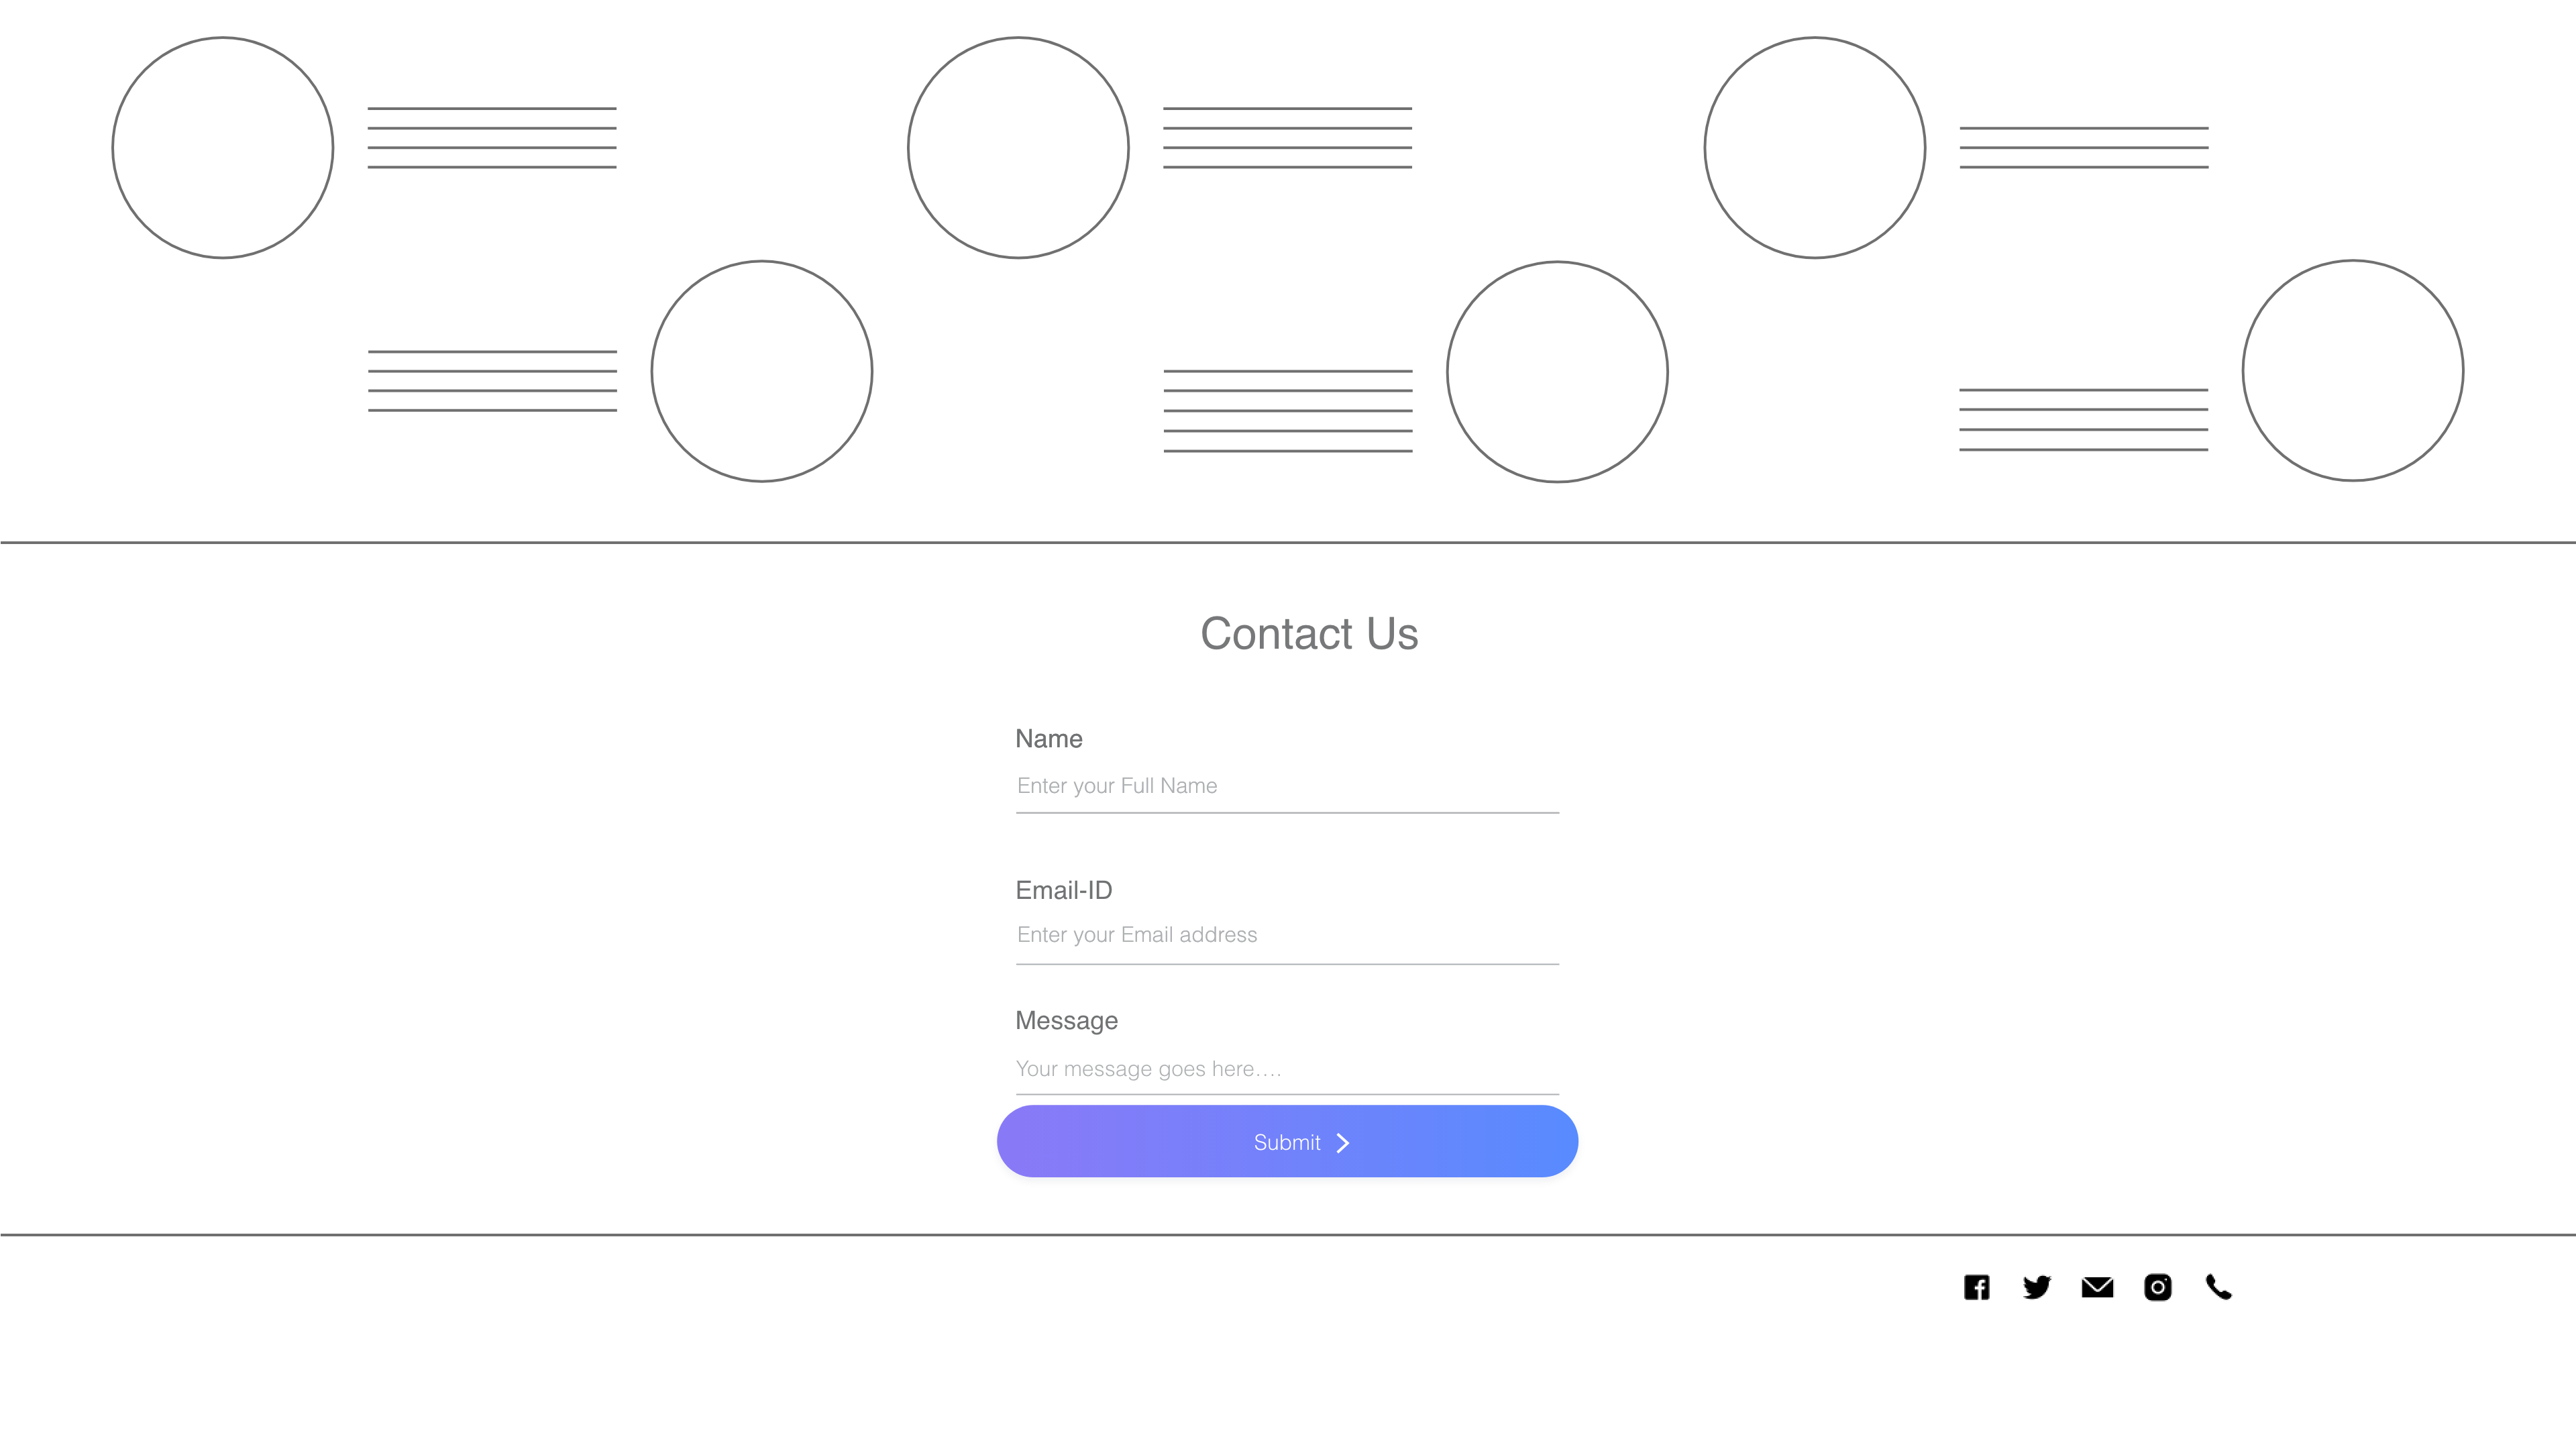 Contact Us
Name
Enter your Full Name
Email-ID
Enter your Email address
Message
Your message goes here....
Submit